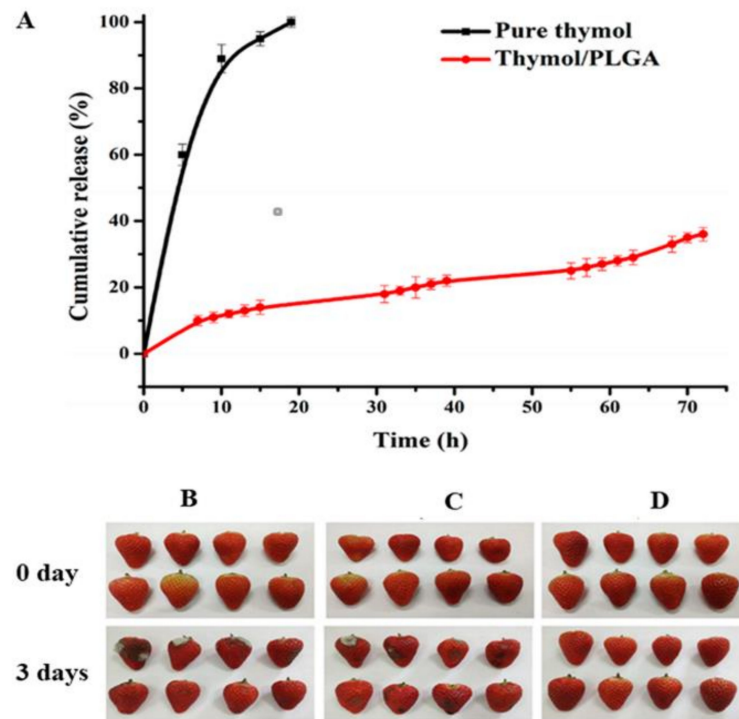 A
Pure thymol
Thymol/PLGA
Cumulative release (%)
100
80
60
40
20
0
0 10 20 30 40 50 60 70
Time (h)
B C D
0 day
3 days